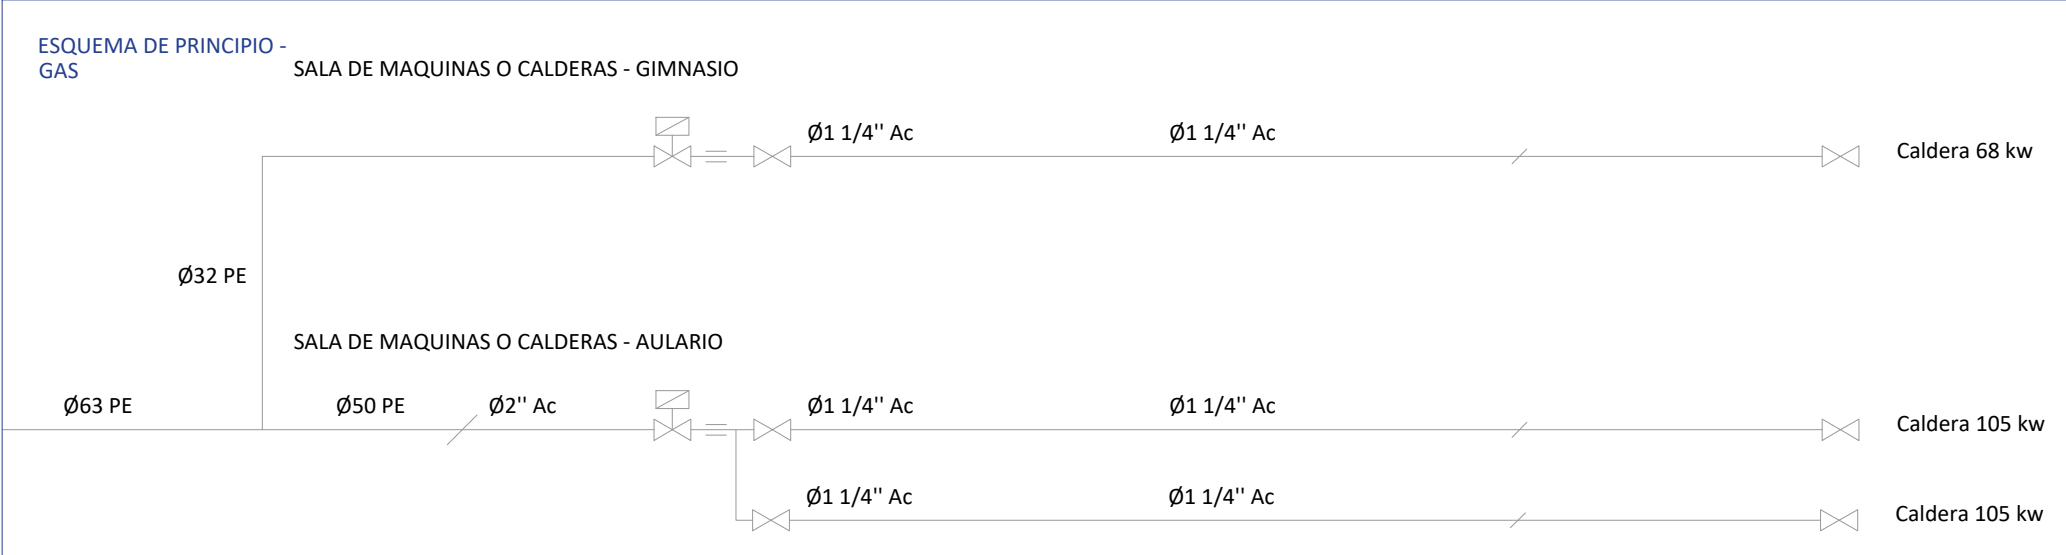 ESQUEMA DE PRINCIPIO -
GAS
SALA DE MAQUINAS O CALDERAS - GIMNASIO
Ø1 1/4'' Ac
Ø1 1/4'' Ac
Caldera 68 kw
Ø32 PE
SALA DE MAQUINAS O CALDERAS - AULARIO
Ø63 PE
Ø50 PE
Ø2'' Ac
Ø1 1/4'' Ac
Ø1 1/4'' Ac
Caldera 105 kw
Ø1 1/4'' Ac
Ø1 1/4'' Ac
Caldera 105 kw